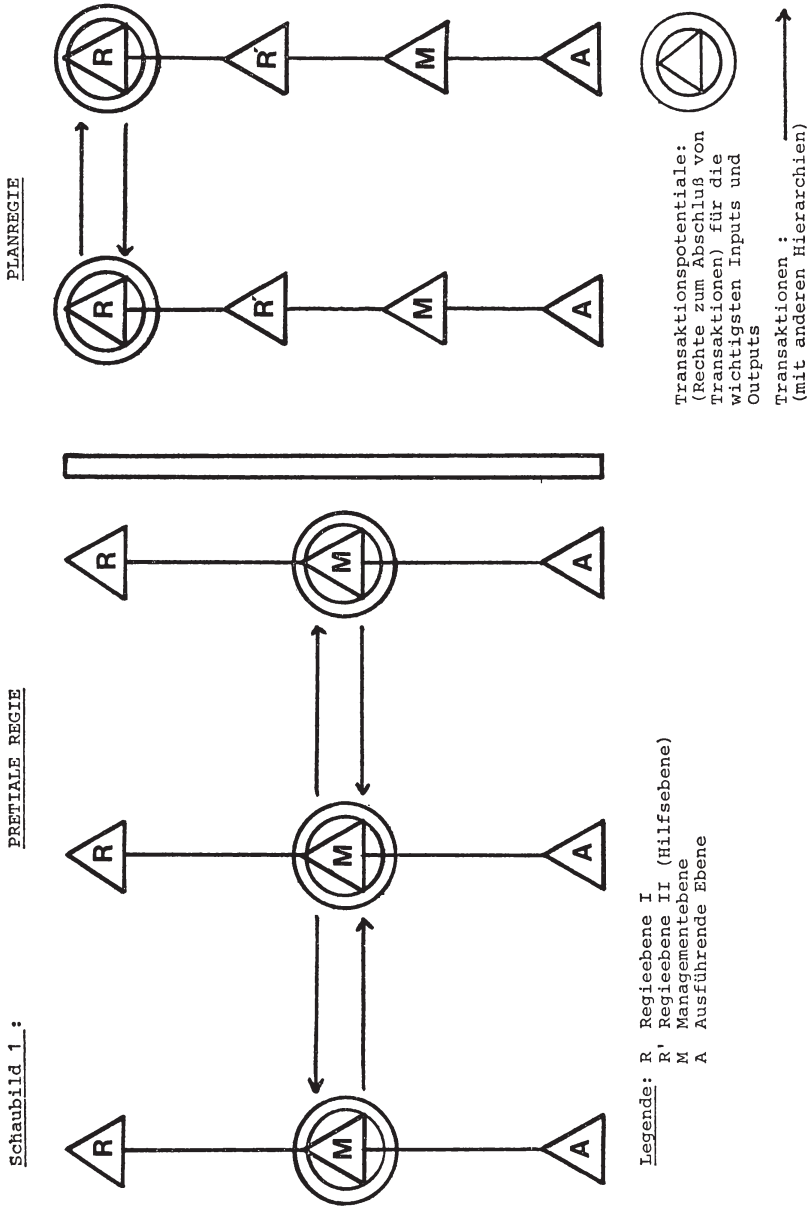 Schaubild 1 :
PRETIALE REGIE
PLANREGIE
R
R
R
R
R
R'
R'
M
M
M
M
M
A
A
A
A
A
Legende: R Regieebene I
R' Regieebene II (Hilfsebene)
M Managementebene
A Ausführende Ebene
Transaktionspotentiale:
(Rechte zum Abschluß von
Transaktionen) für die
wichtigsten Inputs und
Outputs
Transaktionen :
(mit anderen Hierarchien)